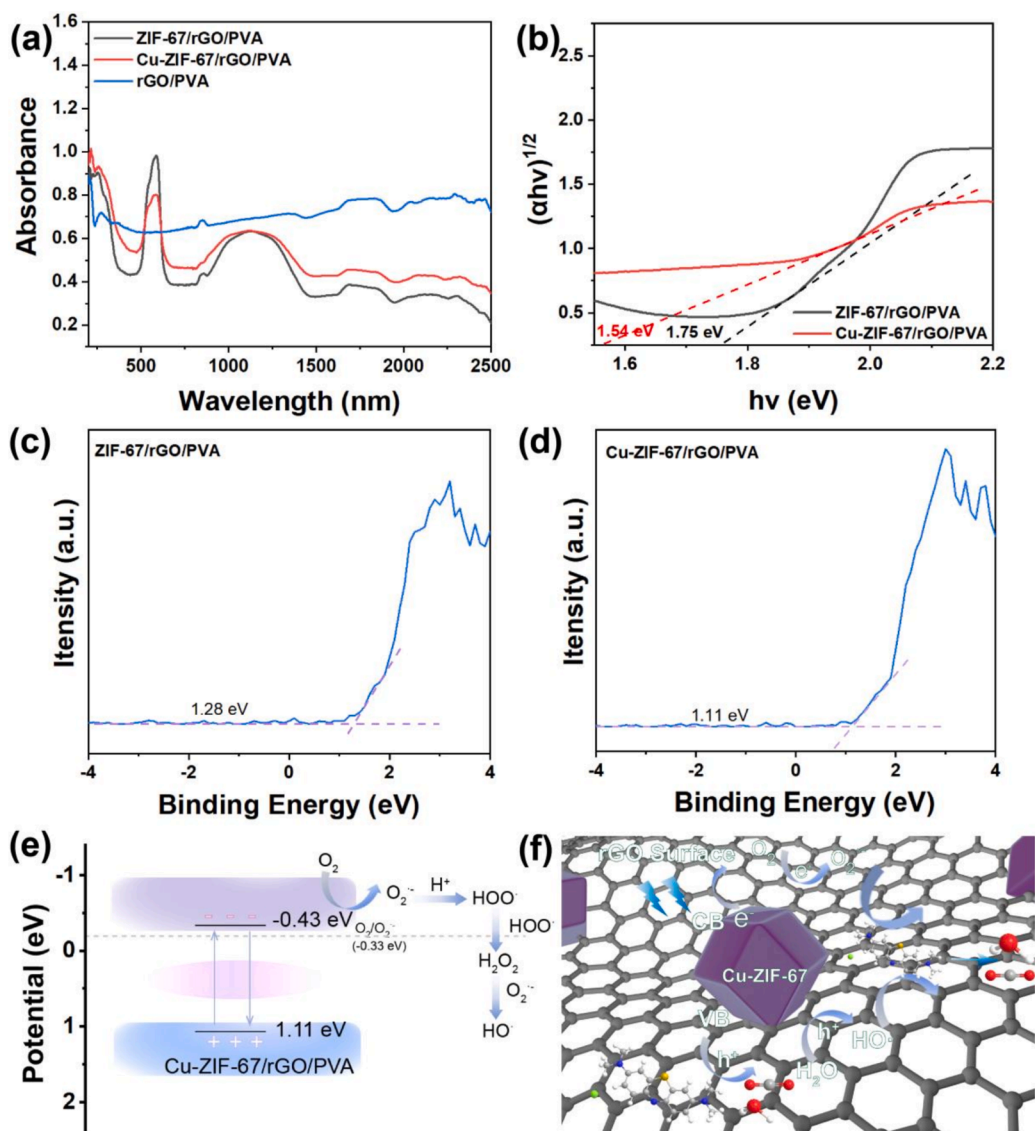 (a)
ZIF-67/rGO/PVA
Cu-ZIF-67/rGO/PVA
rGO/PVA
1.6
1.4
1.2
1.0
0.8
0.6
0.4
0.2
Absorbance
500 1000 1500 2000 2500
Wavelength (nm)
(b)
2.5
2.0
1.5
1.0
0.5
(αhν)1/2
1.54 eV 1.75 eV
ZIF-67/rGO/PVA
Cu-ZIF-67/rGO/PVA
1.6 1.8 2.0 2.2
hν (eV)
(c)
ZIF-67/rGO/PVA
Itensity (a.u.)
1.28 eV
-4 -2 0 2 4
Binding Energy (eV)
(d)
Cu-ZIF-67/rGO/PVA
Itensity (a.u.)
1.11 eV
-4 -2 0 2 4
Binding Energy (eV)
(e)
Potential (eV)
-1
0
1
2
O2
O2·-
H+
HOO·
- - - -0.43 eV
O2/O2·-
(-0.33 eV)
HOO·
H2O2
O2·-
HO·
1.11 eV
+ + +
Cu-ZIF-67/rGO/PVA
(f)
rGO Surface
O2
e-
O2·-
CB e-
Cu-ZIF-67
VB
h+
h+
H2O
HO·